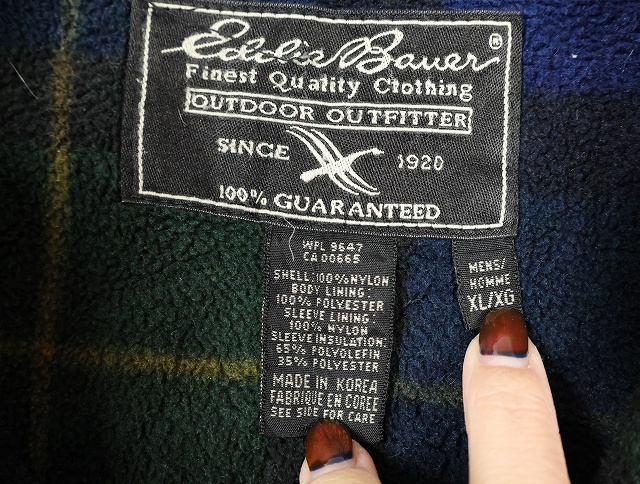 Eddie Bauer®
Finest Quality Clothing
OUTDOOR OUTFITTER
SINCE 1920
100% GUARANTEED
WPL 9647
CA 00665
SHELL:100%NYLON
BODY LINING:
100% POLYESTER
SLEEVE LINING:
100% NYLON
SLEEVE INSULATION:
65% POLYOLEFIN
35% POLYESTER
MADE IN KOREA
FABRIQUE EN COREE
SEE SIDE FOR CARE
MENS/
HOMME
XL/XG